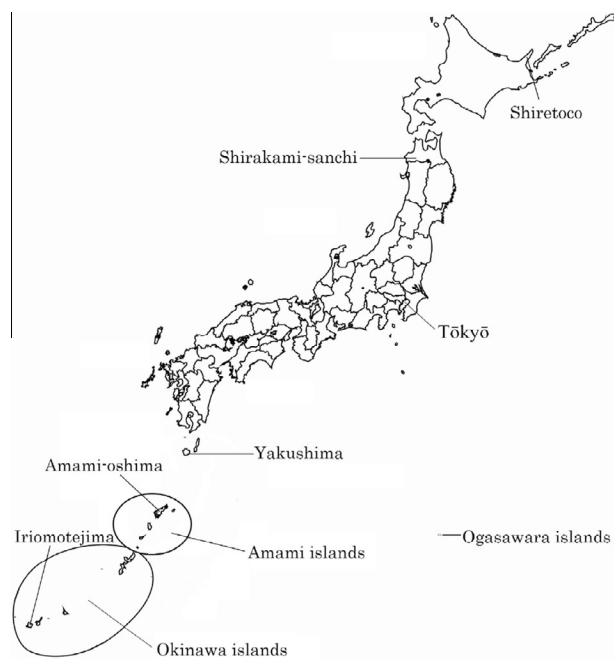 Shiretoco
Shirakami-sanchi
Tōkyō
Yakushima
Amami-oshima
Iriomotejima
Ogasawara islands
Amami islands
Okinawa islands